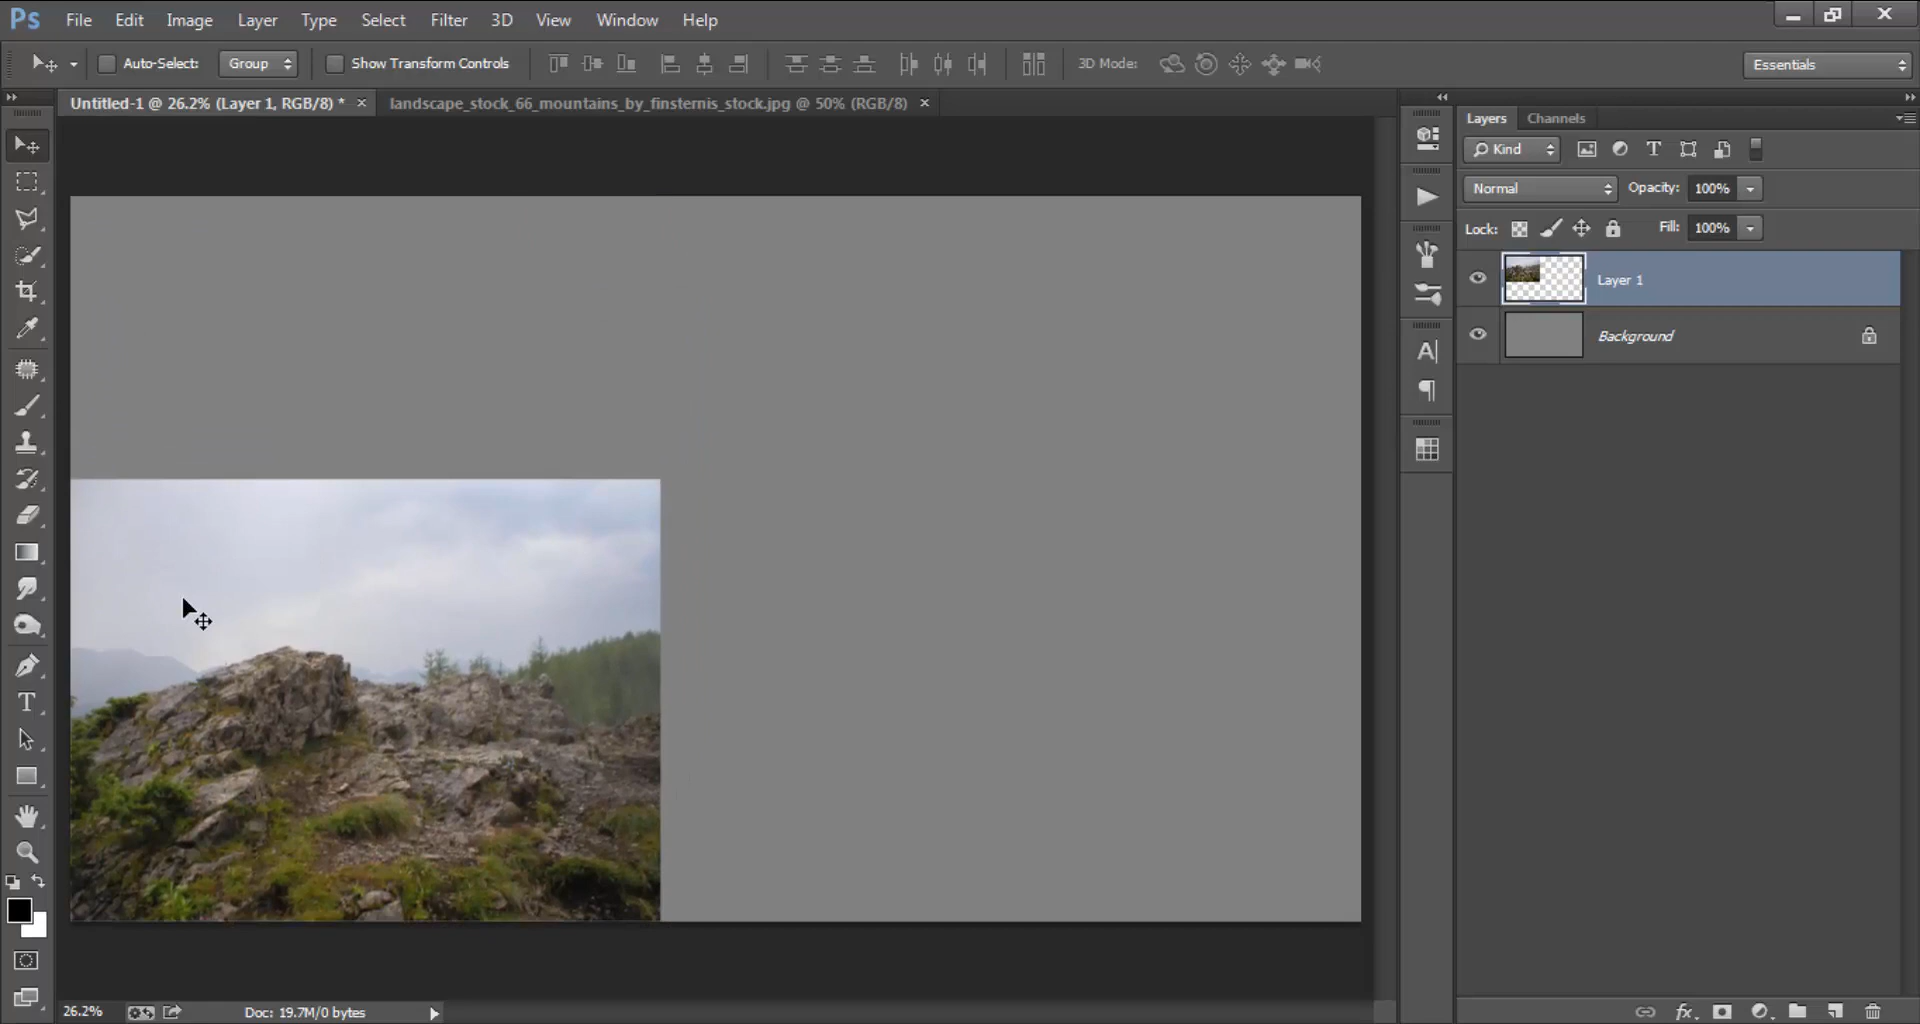 Ps File Edit Image Layer Type Select Filter 3D View Window Help
Auto-Select: Group Show Transform Controls 3D Mode: Essentials
Untitled-1 @ 26.2% (Layer 1, RGB/8) * × landscape_stock_66_mountains_by_finsternis_stock.jpg @ 50% (RGB/8) ×
Layers Channels
Kind
Normal Opacity: 100%
Lock: Fill: 100%
Layer 1
Background
26.2% Doc: 19.7M/0 bytes